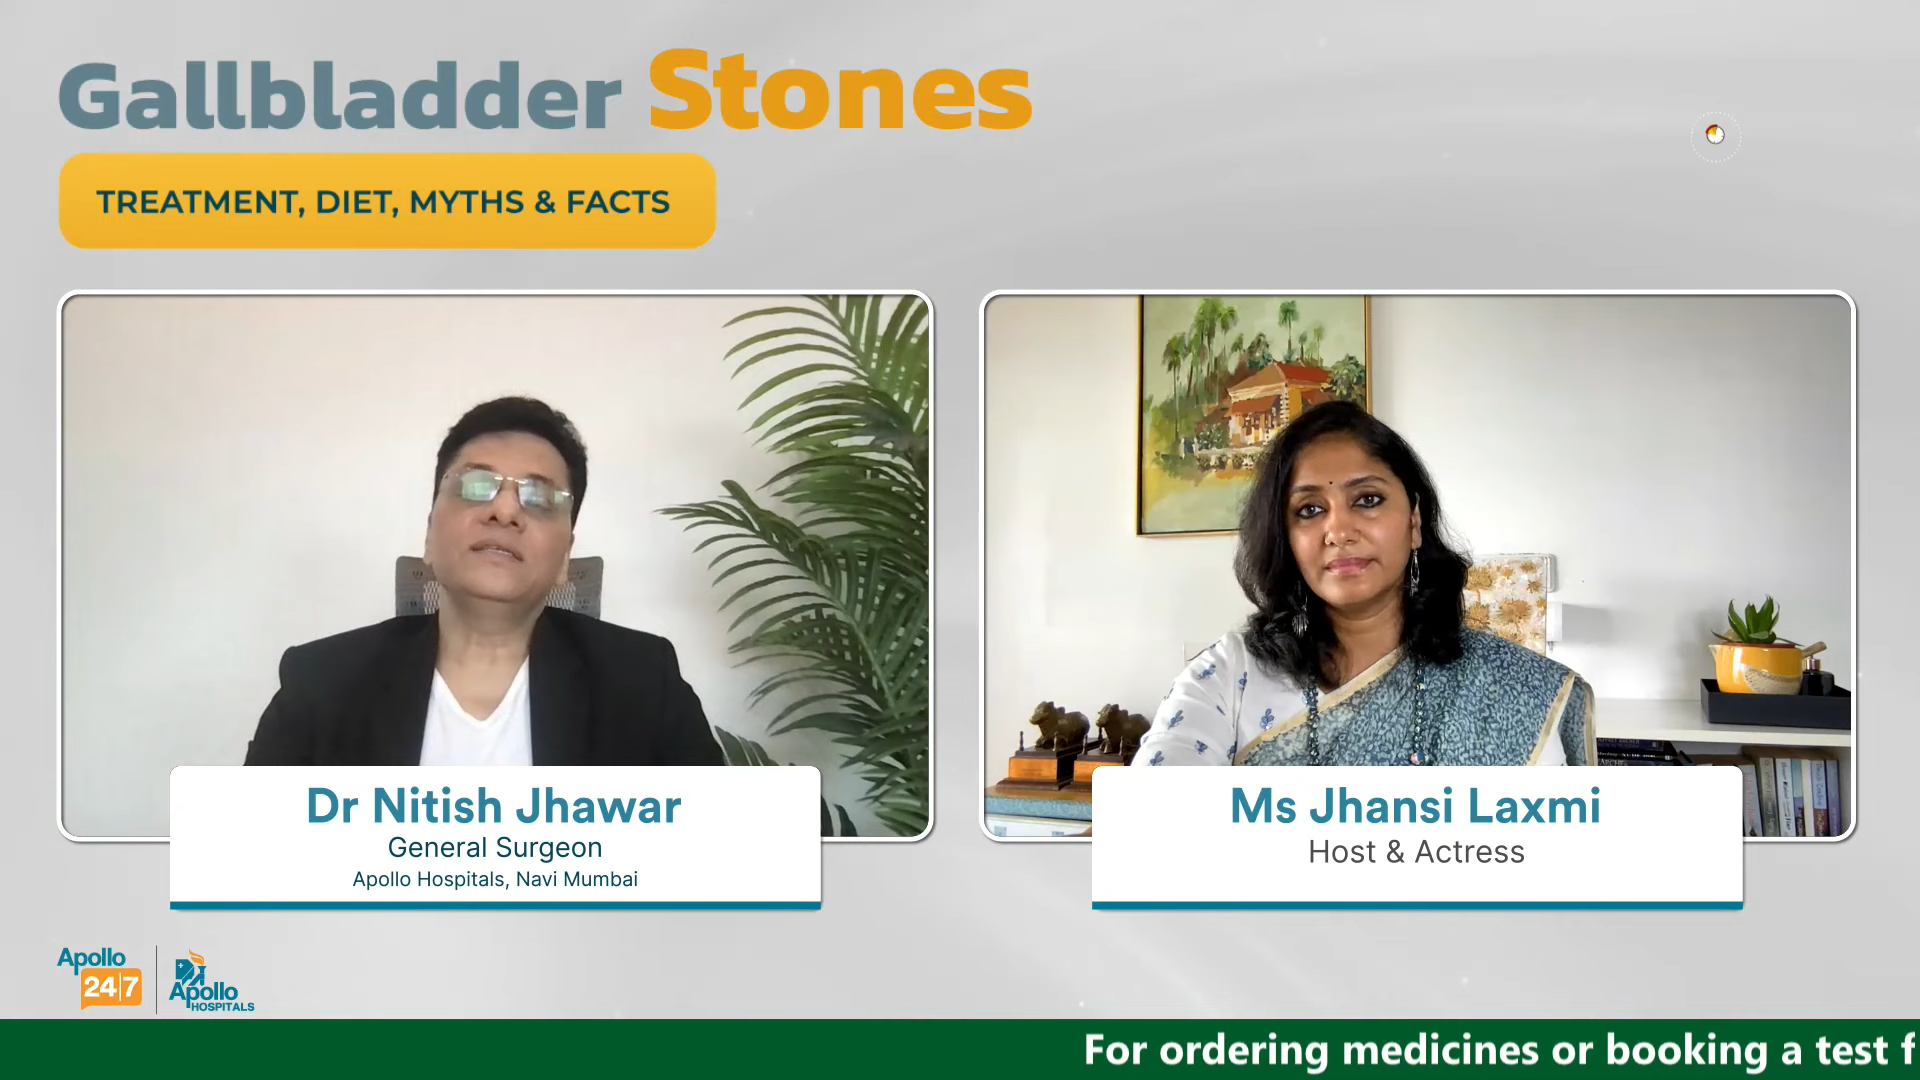 Gallbladder Stones
TREATMENT, DIET, MYTHS & FACTS
Dr Nitish Jhawar
General Surgeon
Apollo Hospitals, Navi Mumbai
Ms Jhansi Laxmi
Host & Actress
Apollo
24|7
Apollo
HOSPITALS
For ordering medicines or booking a test f